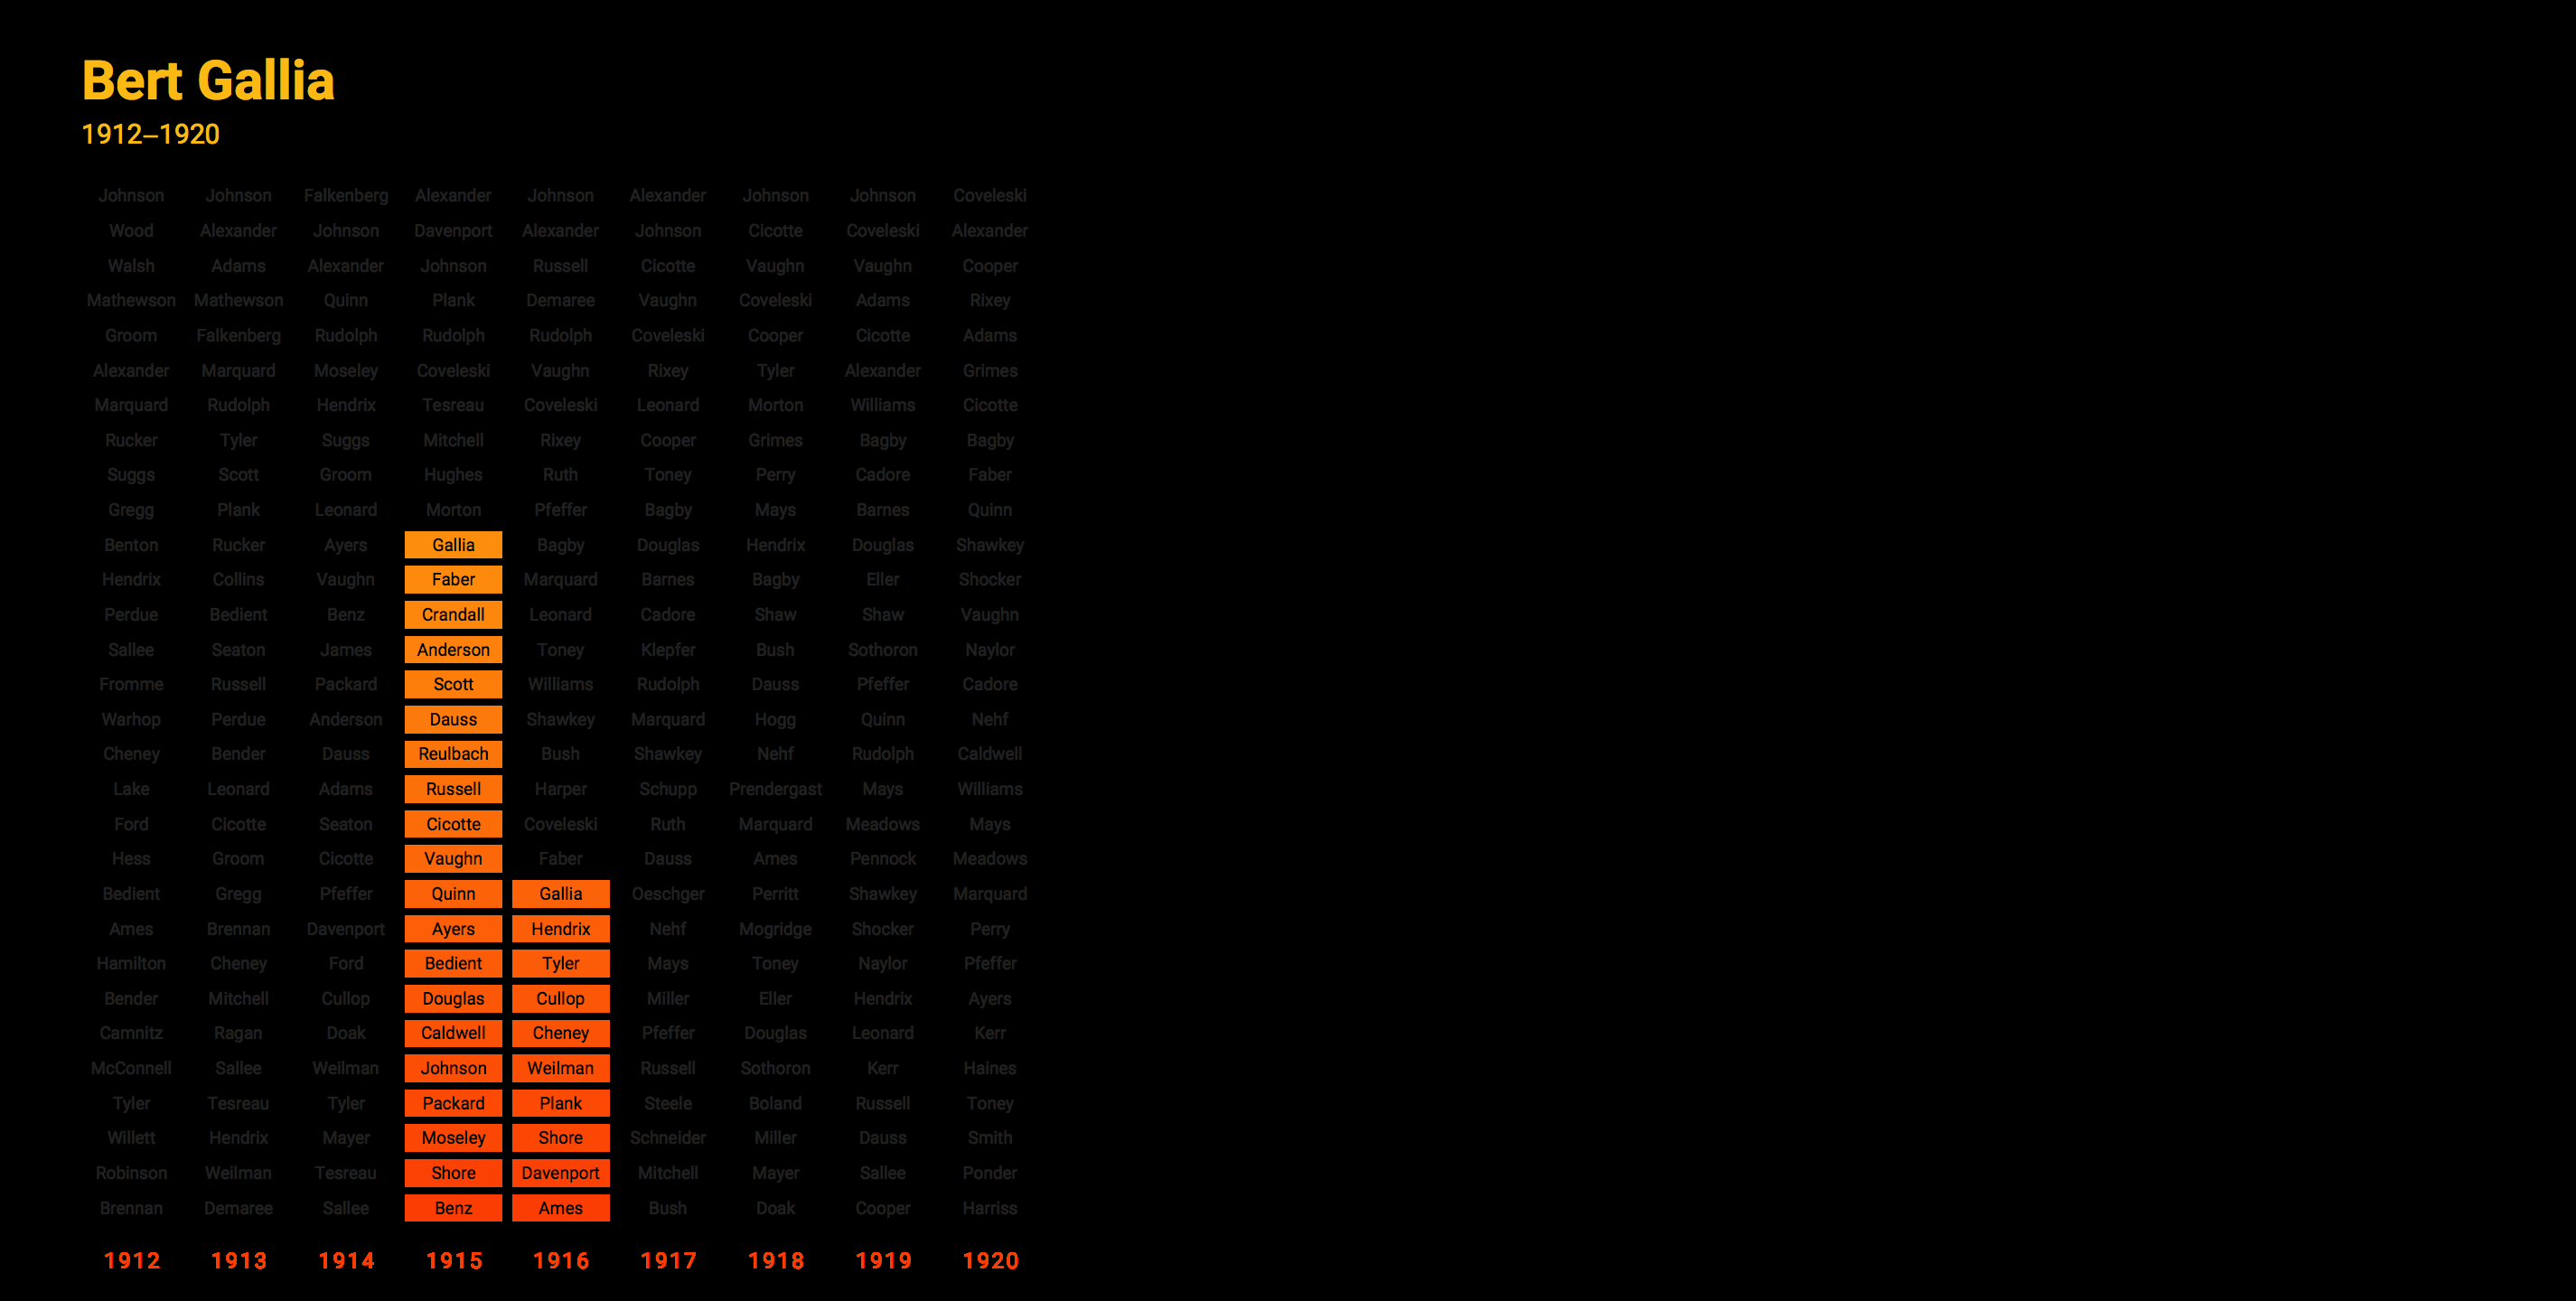 Bert Gallia
1912–1920
Johnson Johnson Falkenberg Alexander Johnson Alexander Johnson Johnson Coveleski
Wood Alexander Johnson Davenport Alexander Johnson Cicotte Coveleski Alexander
Walsh Adams Alexander Johnson Russell Cicotte Vaughn Vaughn Cooper
Mathewson Mathewson Quinn Plank Demaree Vaughn Coveleski Adams Rixey
Groom Falkenberg Rudolph Rudolph Rudolph Coveleski Cooper Cicotte Adams
Alexander Marquard Moseley Coveleski Vaughn Rixey Tyler Alexander Grimes
Marquard Rudolph Hendrix Tesreau Coveleski Leonard Morton Williams Cicotte
Rucker Tyler Suggs Mitchell Rixey Cooper Grimes Bagby Bagby
Suggs Scott Groom Hughes Ruth Toney Perry Cadore Faber
Gregg Plank Leonard Morton Pfeffer Bagby Mays Barnes Quinn
Benton Rucker Ayers Gallia Bagby Douglas Hendrix Douglas Shawkey
Hendrix Collins Vaughn Faber Marquard Barnes Bagby Eller Shocker
Perdue Bedient Benz Crandall Leonard Cadore Shaw Shaw Vaughn
Sallee Seaton James Anderson Toney Klepfer Bush Sothoron Naylor
Fromme Russell Packard Scott Williams Rudolph Dauss Pfeffer Cadore
Warhop Perdue Anderson Dauss Shawkey Marquard Hogg Quinn Nehf
Cheney Bender Dauss Reulbach Bush Shawkey Nehf Rudolph Caldwell
Lake Leonard Adams Russell Harper Schupp Prendergast Mays Williams
Ford Cicotte Seaton Cicotte Coveleski Ruth Marquard Meadows Mays
Hess Groom Cicotte Vaughn Faber Dauss Ames Pennock Meadows
Bedient Gregg Pfeffer Quinn Gallia Oeschger Perritt Shawkey Marquard
Ames Brennan Davenport Ayers Hendrix Nehf Mogridge Shocker Perry
Hamilton Cheney Ford Bedient Tyler Mays Toney Naylor Pfeffer
Bender Mitchell Cullop Douglas Cullop Miller Eller Hendrix Ayers
Camnitz Ragan Doak Caldwell Cheney Pfeffer Douglas Leonard Kerr
McConnell Sallee Weilman Johnson Weilman Russell Sothoron Kerr Haines
Tyler Tesreau Tyler Packard Plank Steele Boland Russell Toney
Willett Hendrix Mayer Moseley Shore Schneider Miller Dauss Smith
Robinson Weilman Tesreau Shore Davenport Mitchell Mayer Sallee Ponder
Brennan Demaree Sallee Benz Ames Bush Doak Cooper Harriss
1912 1913 1914 1915 1916 1917 1918 1919 1920